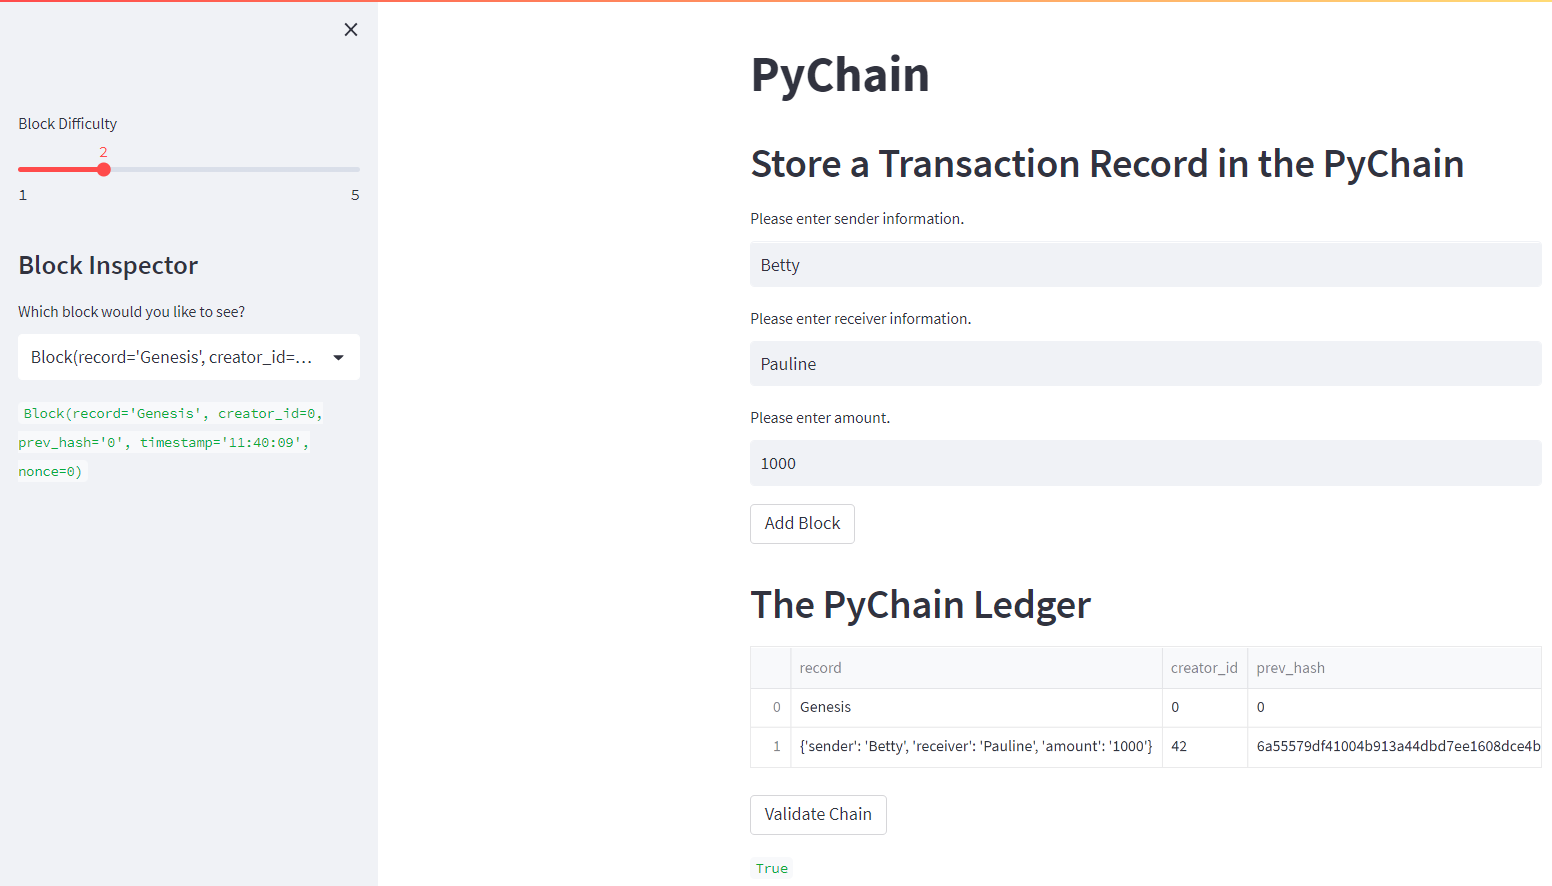 Block Difficulty
2
1 5
Block Inspector
Which block would you like to see?
Block(record='Genesis', creator_id=...
Block(record='Genesis', creator_id=0,
prev_hash='0', timestamp='11:40:09',
nonce=0)
PyChain
Store a Transaction Record in the PyChain
Please enter sender information.
Betty
Please enter receiver information.
Pauline
Please enter amount.
1000
Add Block
The PyChain Ledger
record creator_id prev_hash
0 Genesis 0 0
1 {'sender': 'Betty', 'receiver': 'Pauline', 'amount': '1000'} 42 6a55579df41004b913a44dbd7ee1608dce4b
Validate Chain
True